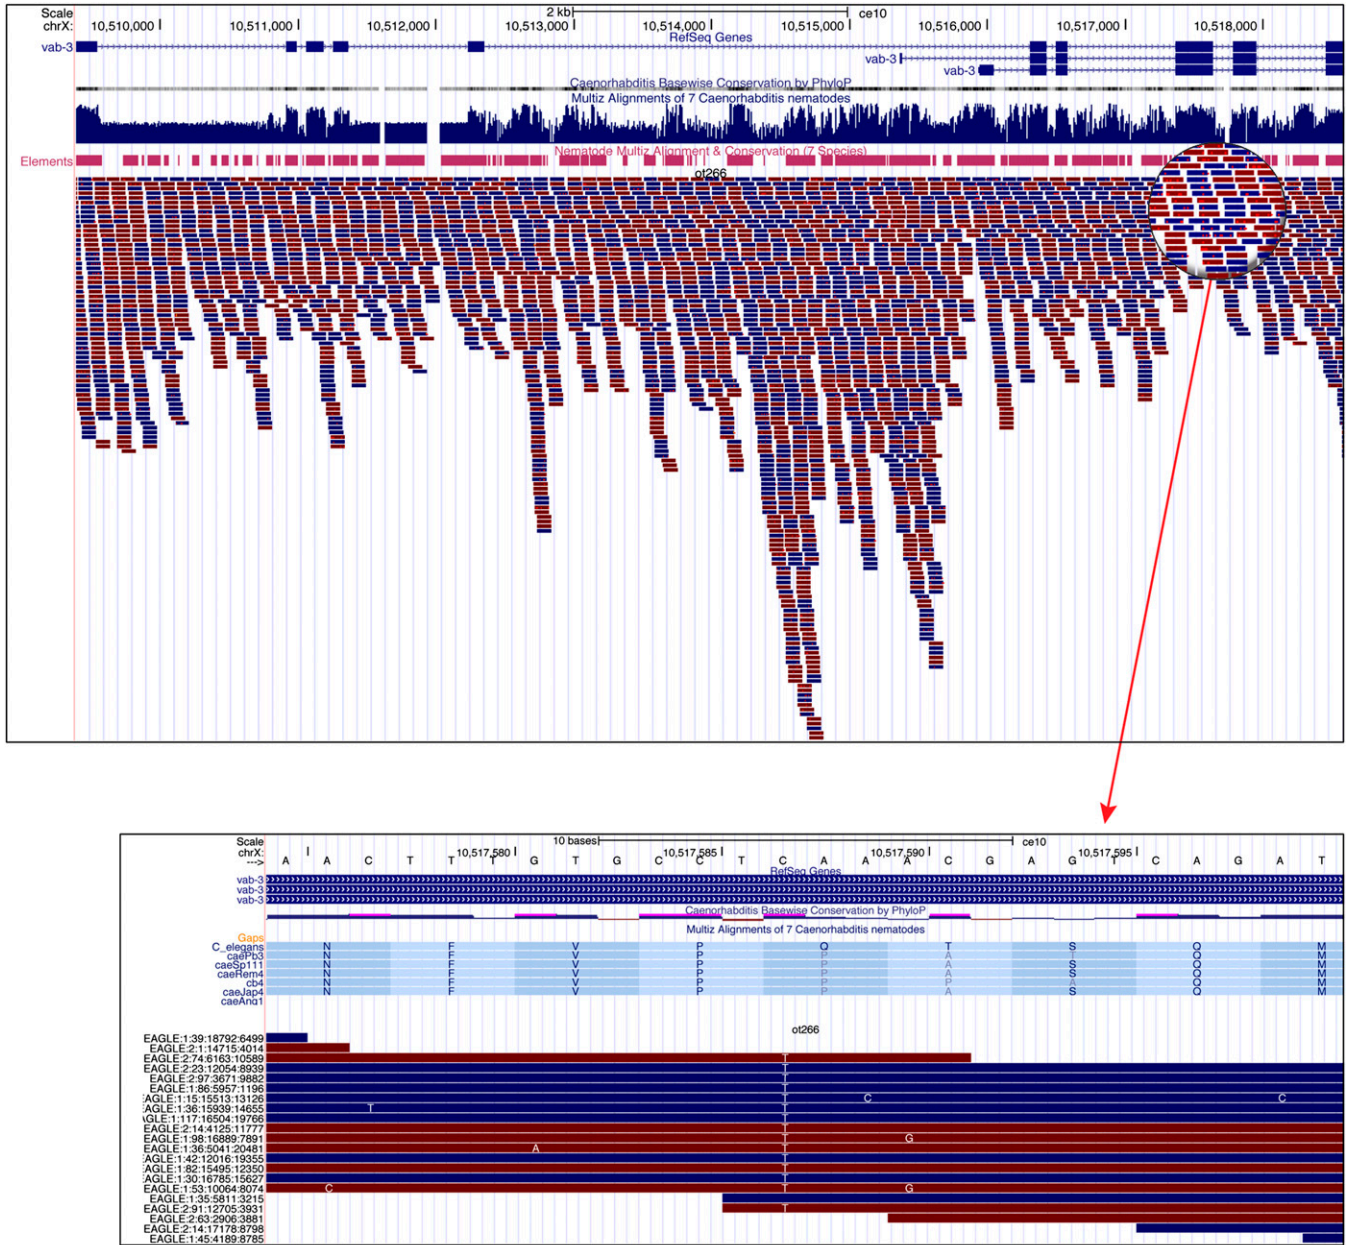 Scale 2 kb ce10
chrX: 10,510,000 10,511,000 10,512,000 10,513,000 10,514,000 10,515,000 10,516,000 10,517,000 10,518,000
RefSeq Genes
vab-3
vab-3
vab-3
Caenorhabditis Basewise Conservation by PhyloP
Multiz Alignments of 7 Caenorhabditis nematodes
Nematode Multiz Alignment & Conservation (7 Species)
Elements
ot266
Scale 10 bases ce10
chrX: 10,517,580 10,517,585 10,517,590 10,517,595
---> A A C T T T G T G C C T C A A A C G A G T C A G A T
RefSeq Genes
vab-3
vab-3
vab-3
Caenorhabditis Basewise Conservation by PhyloP
Multiz Alignments of 7 Caenorhabditis nematodes
Gaps
C_elegans N F V P Q T S Q M
caePb3 N F V P P A T Q M
caeSp111 N F V P P A S Q M
caeRem4 N F V P P A S Q M
cb4 N F V P P P A Q M
caeJap4 N F V P P A S Q M
caeAng1
ot266
EAGLE:1:39:18792:6499
EAGLE:2:1:14715:4014
EAGLE:2:74:6163:10589 T
EAGLE:2:23:12054:8939 T
EAGLE:2:97:3671:9882 T
EAGLE:1:86:5957:1196 T
EAGLE:1:15:15513:13126 T C C
EAGLE:1:36:15939:14655 T T
AGLE:1:117:16504:19766 T
EAGLE:2:14:4125:11777 T
EAGLE:1:98:16889:7891 T G
EAGLE:1:36:5041:20481 A T
EAGLE:1:42:12016:19355 T
EAGLE:1:82:15495:12350 T
EAGLE:1:30:16785:15627 T
EAGLE:1:53:10064:8074 C T G
EAGLE:1:35:5811:3215 T
EAGLE:2:91:12705:3931 T
EAGLE:2:63:2906:3881
EAGLE:2:14:17178:8798
EAGLE:1:45:4189:8785